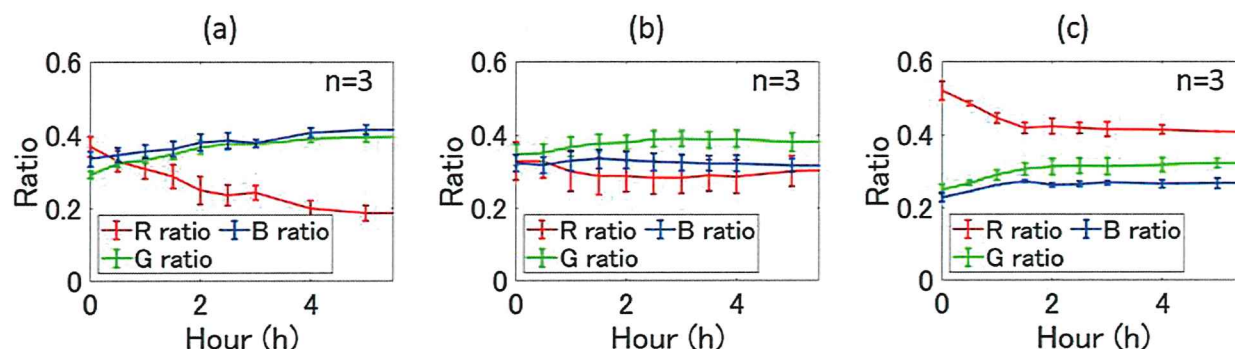 (a)
0.6
0.4
0.2
0
Ratio
n=3
R ratio
B ratio
G ratio
0
2
4
Hour (h)
(b)
0.6
0.4
0.2
0
Ratio
n=3
R ratio
B ratio
G ratio
0
2
4
Hour (h)
(c)
0.6
0.4
0.2
0
Ratio
n=3
R ratio
B ratio
G ratio
0
2
4
Hour (h)